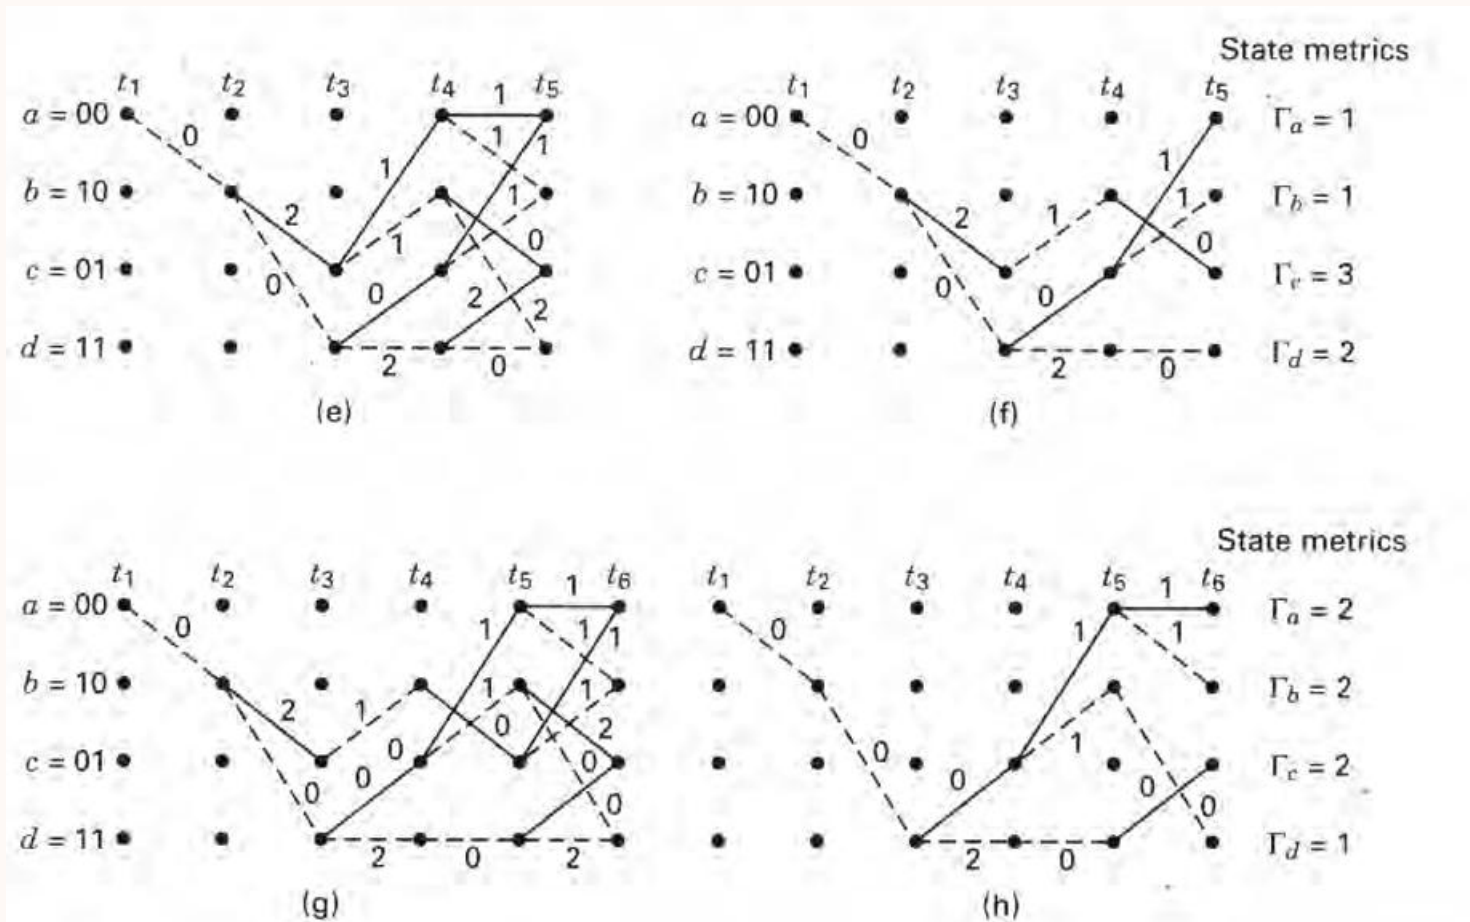 State metrics
t1 t2 t3 t4 t5
a = 00
b = 10
c = 01
d = 11
0 2 0 1 1 0 2 1 1 1 1 0 2 2 0
(e)
t1 t2 t3 t4 t5
a = 00
b = 10
c = 01
d = 11
0 2 0 1 0 2 1 1 0 0
Γa = 1
Γb = 1
Γc = 3
Γd = 2
(f)
State metrics
t1 t2 t3 t4 t5 t6
a = 00
b = 10
c = 01
d = 11
0 2 0 1 0 2 0 1 1 0 0 1 1 1 1 2 0 0 2
(g)
t1 t2 t3 t4 t5 t6
0 0 0 2 1 1 0 1 1 0 0
Γa = 2
Γb = 2
Γc = 2
Γd = 1
(h)